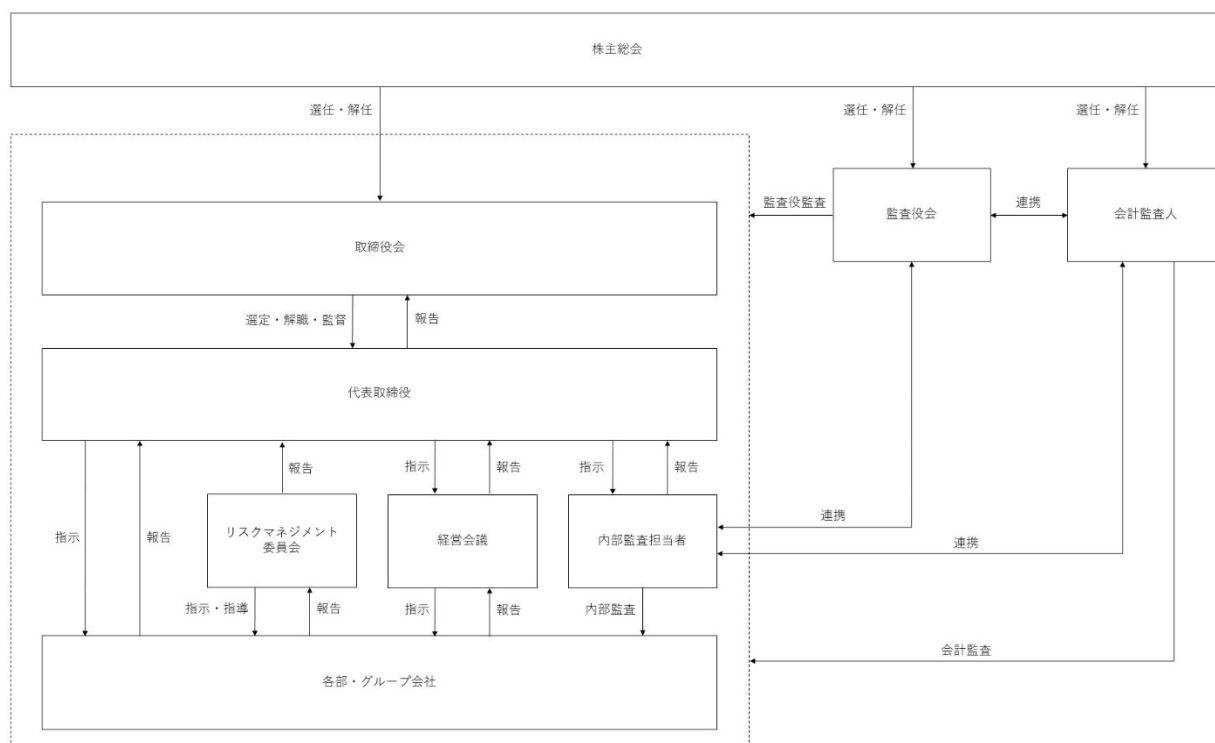 株主総会
選任・解任
選任・解任
選任・解任
監査役監査
監査役会
連携
会計監査人
取締役会
選定・解職・監督
報告
代表取締役
指示
報告
報告
指示
報告
指示
報告
リスクマネジメント
委員会
経営会議
内部監査担当者
連携
連携
指示・指導
報告
指示
報告
内部監査
会計監査
各部・グループ会社